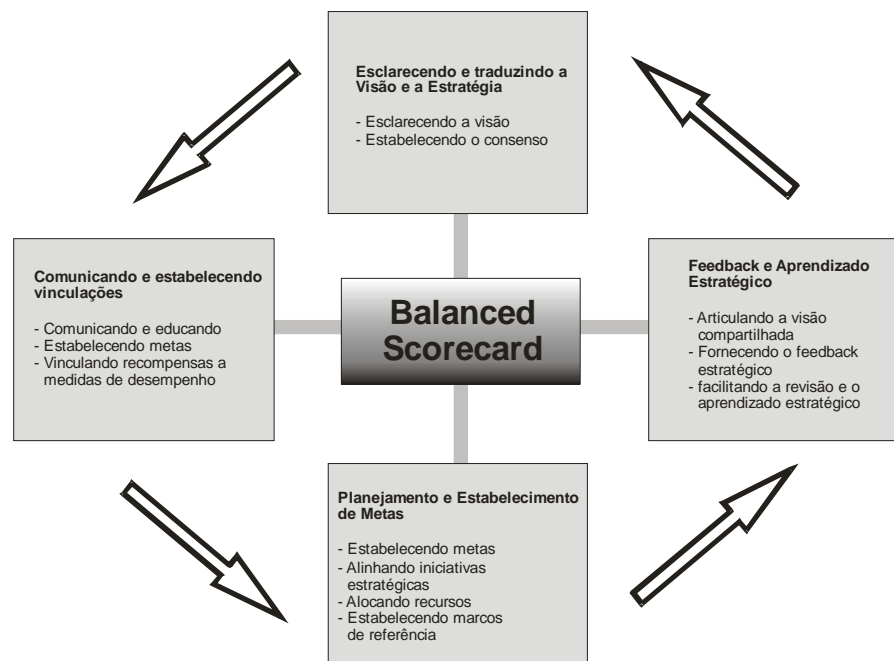 Esclarecendo e traduzindo a
Visão e a Estratégia
- Esclarecendo a visão
- Estabelecendo o consenso
Comunicando e estabelecendo
vinculações
- Comunicando e educando
- Estabelecendo metas
- Vinculando recompensas a
medidas de desempenho
Balanced
Scorecard
Feedback e Aprendizado
Estratégico
- Articulando a visão
compartilhada
- Fornecendo o feedback
estratégico
- facilitando a revisão e o
aprendizado estratégico
Planejamento e Estabelecimento
de Metas
- Estabelecendo metas
- Alinhando iniciativas
estratégicas
- Alocando recursos
- Estabelecendo marcos
de referência